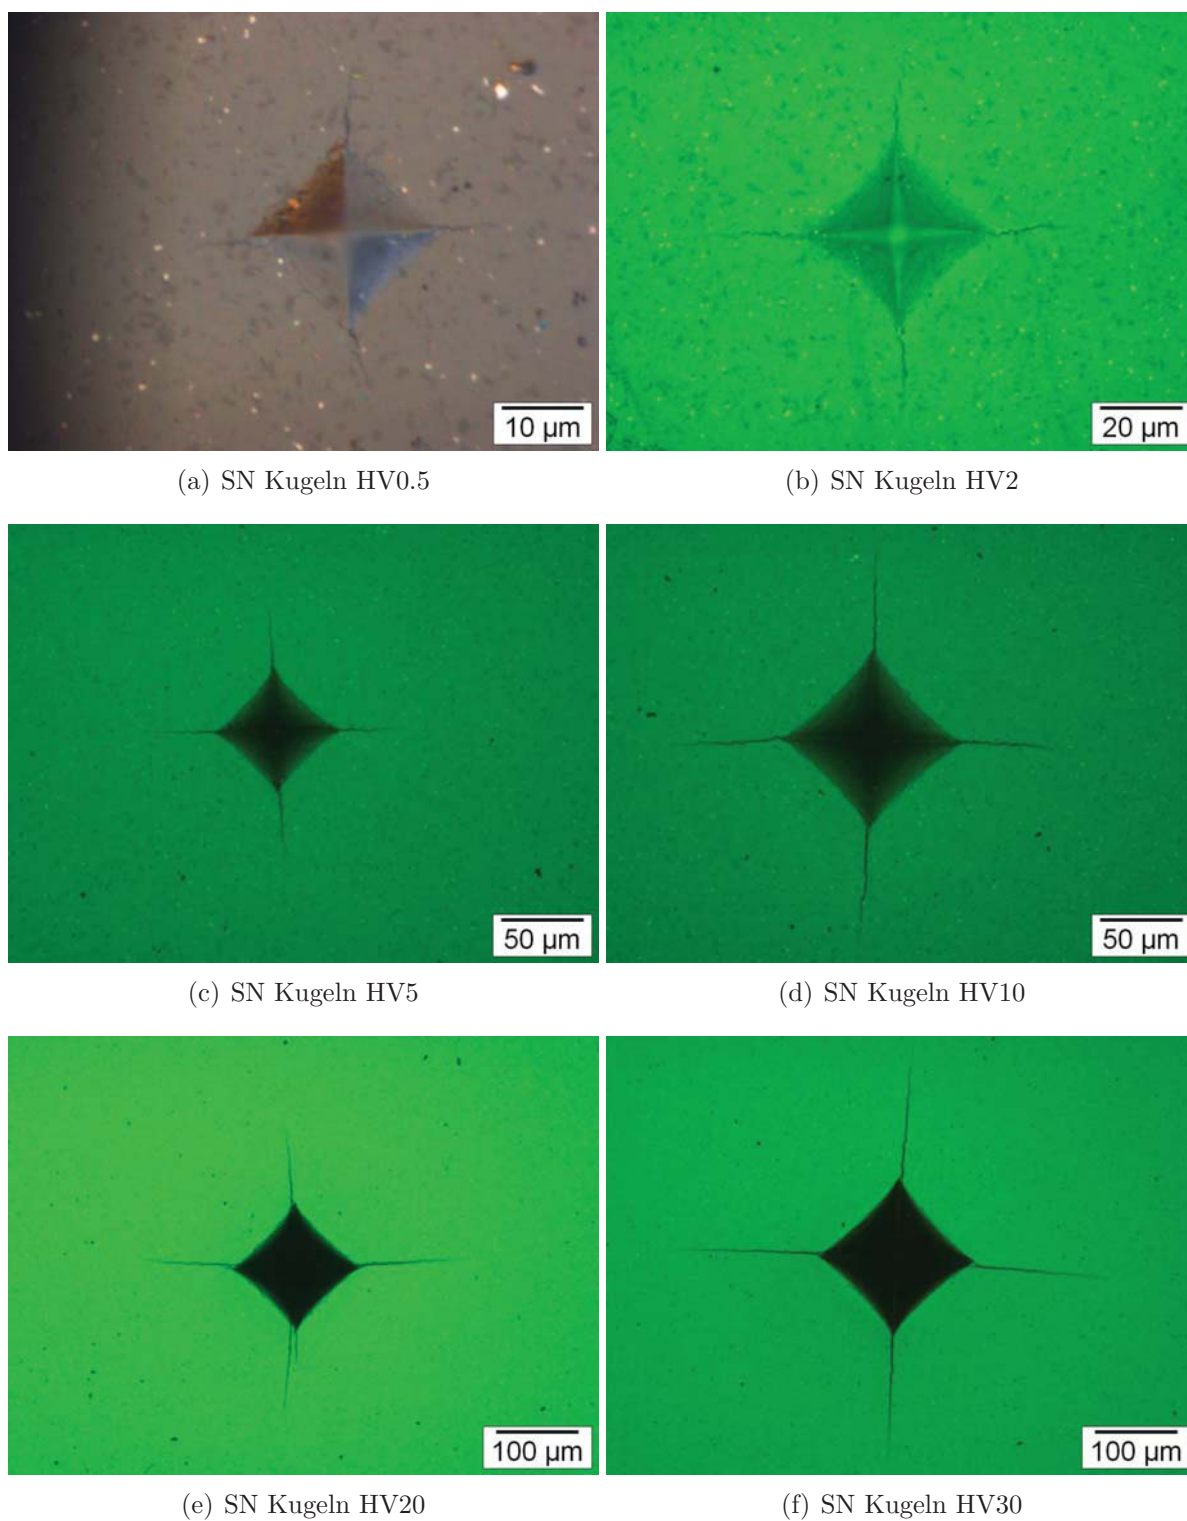 10 µm
20 µm
(a) SN Kugeln HV0.5
(b) SN Kugeln HV2
50 µm
50 µm
(c) SN Kugeln HV5
(d) SN Kugeln HV10
100 µm
100 µm
(e) SN Kugeln HV20
(f) SN Kugeln HV30